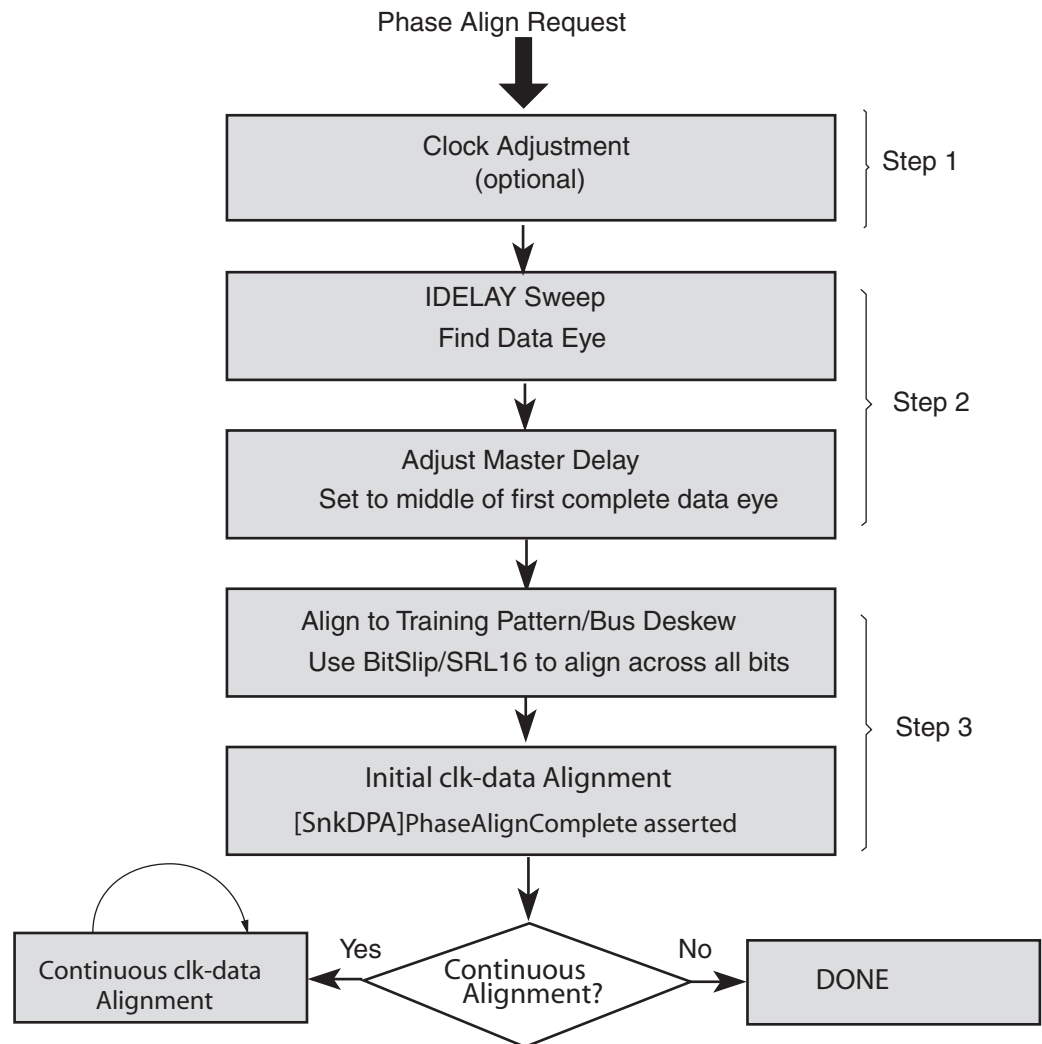 Phase Align Request
Clock Adjustment
(optional)
Step 1
IDELAY Sweep
Find Data Eye
Step 2
Adjust Master Delay
Set to middle of first complete data eye
Align to Training Pattern/Bus Deskew
Use BitSlip/SRL16 to align across all bits
Step 3
Initial clk-data Alignment
[SnkDPA]PhaseAlignComplete asserted
Yes
No
Continuous clk-data
Alignment
Continuous
Alignment?
DONE